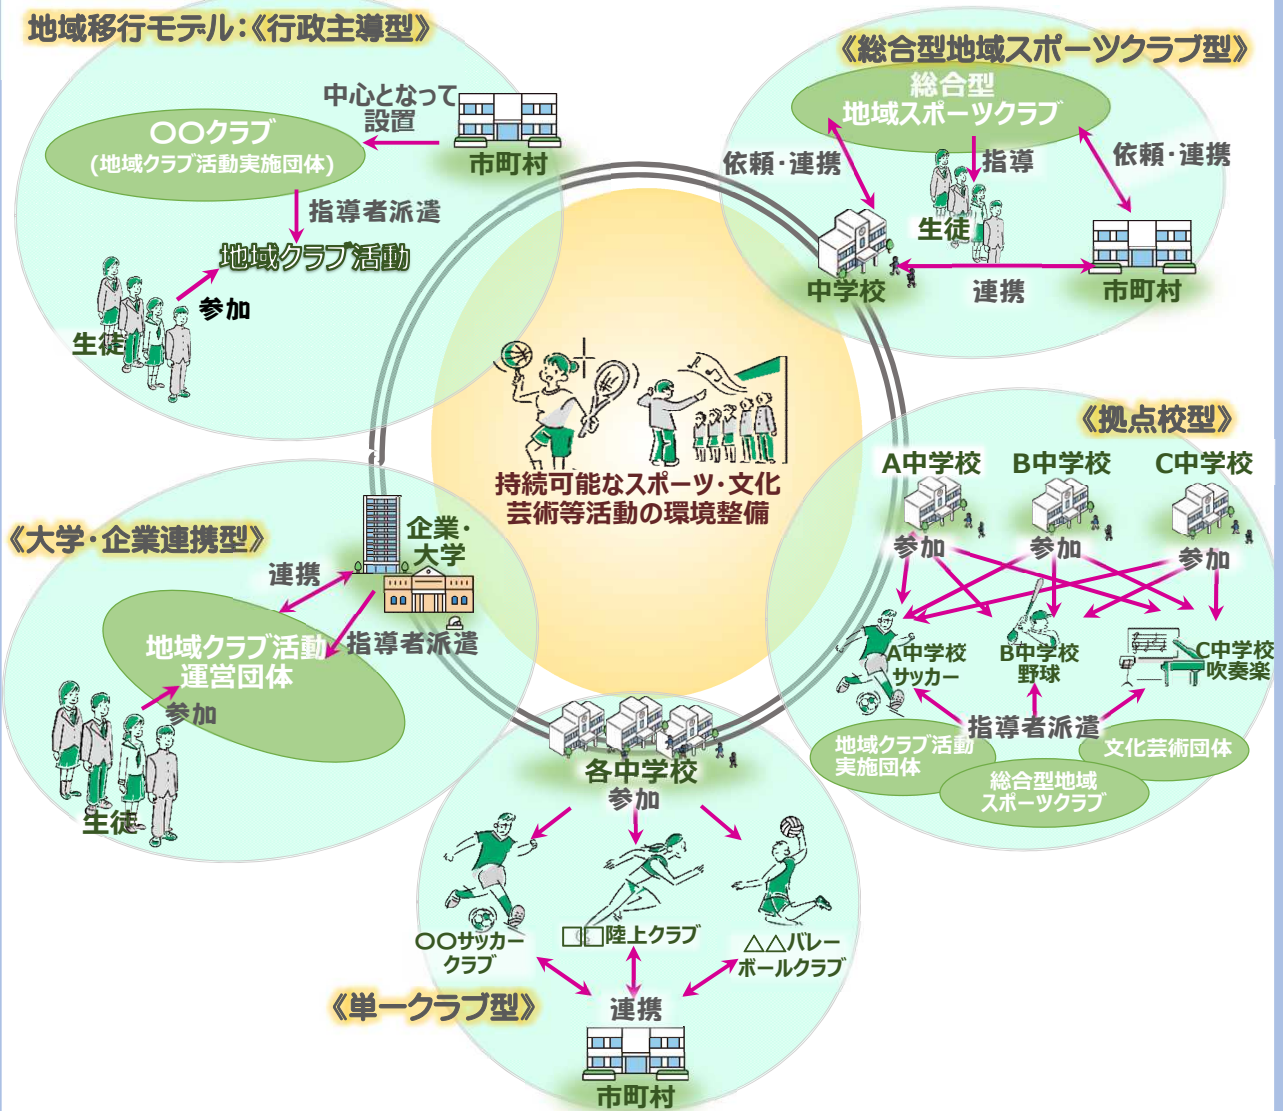 地域移行モデル:《行政主導型》
中心となって
設置
〇〇クラブ
(地域クラブ活動実施団体)
市町村
指導者派遣
地域クラブ活動
参加
生徒
《総合型地域スポーツクラブ型》
総合型
地域スポーツクラブ
依頼・連携
指導
依頼・連携
生徒
中学校
連携
市町村
持続可能なスポーツ・文化
芸術等活動の環境整備
《拠点校型》
A中学校
B中学校
C中学校
参加
参加
参加
A中学校
サッカー
B中学校
野球
C中学校
吹奏楽
指導者派遣
地域クラブ活動
実施団体
総合型地域
スポーツクラブ
文化芸術団体
《大学・企業連携型》
企業・
大学
連携
指導者派遣
地域クラブ活動
運営団体
参加
生徒
各中学校
参加
〇〇サッカー
クラブ
□□陸上クラブ
△△バレー
ボールクラブ
《単一クラブ型》
連携
市町村